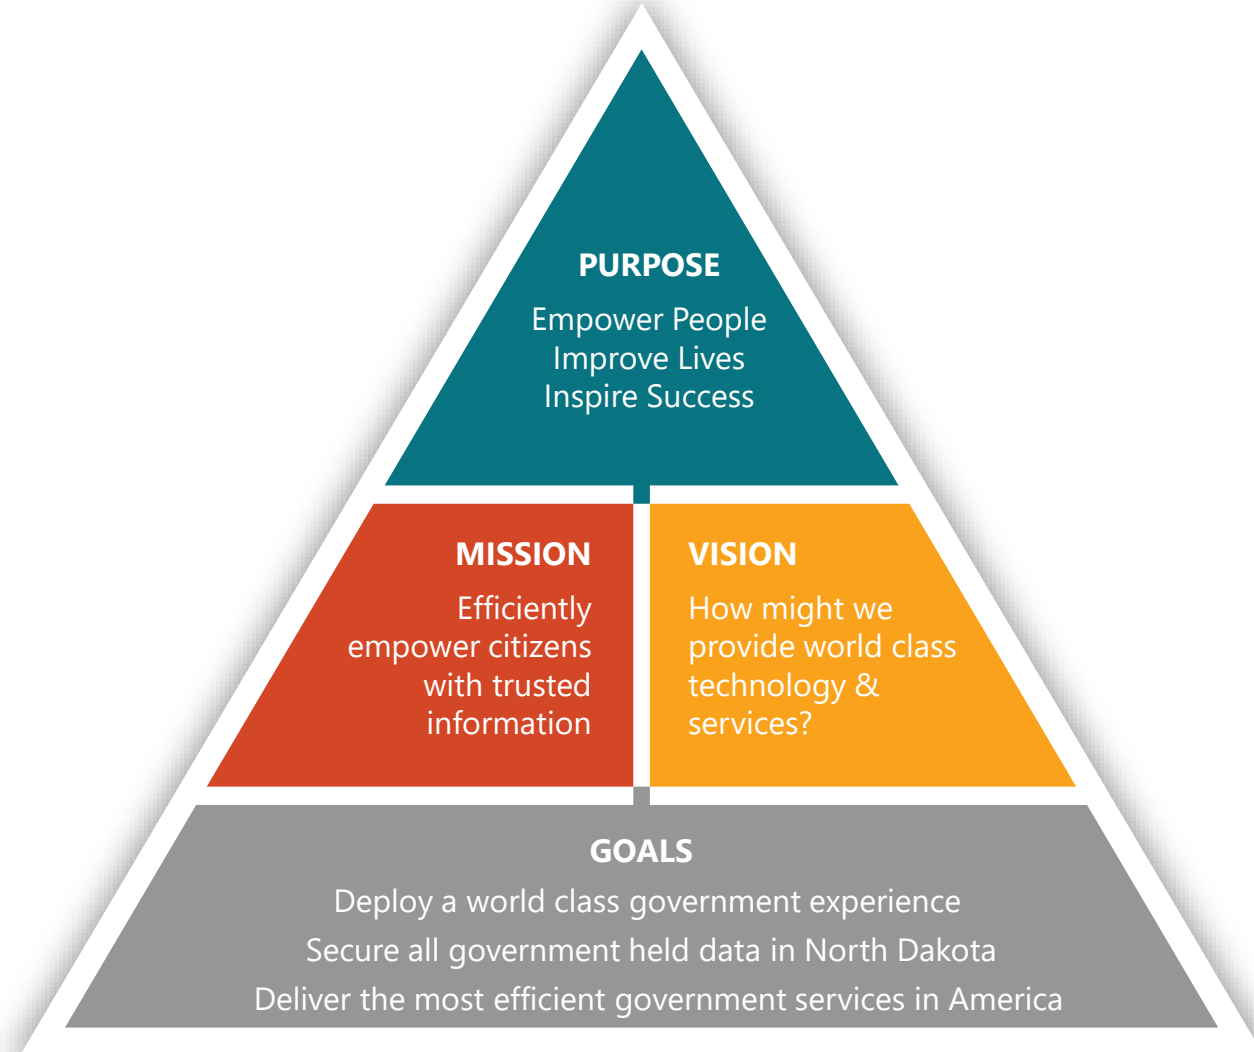 PURPOSE
Empower People
Improve Lives
Inspire Success
MISSION
Efficiently
empower citizens
with trusted
information
VISION
How might we
provide world class
technology &
services?
GOALS
Deploy a world class government experience
Secure all government held data in North Dakota
Deliver the most efficient government services in America